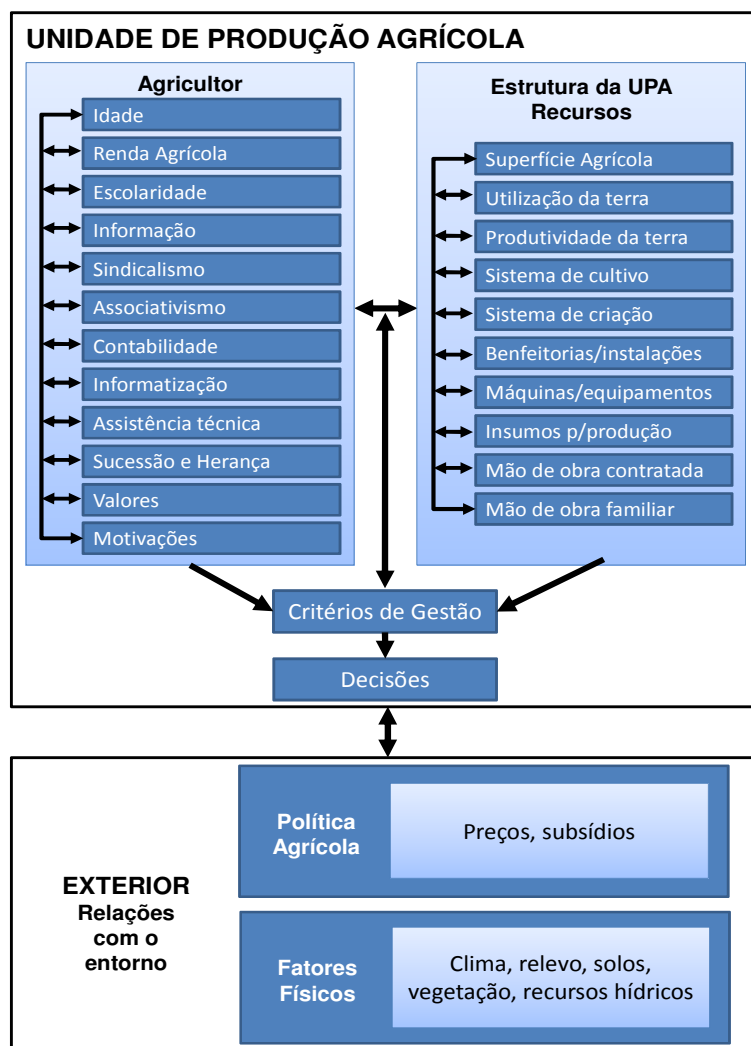 UNIDADE DE PRODUÇÃO AGRÍCOLA
Agricultor
Idade
Renda Agrícola
Escolaridade
Informação
Sindicalismo
Associativismo
Contabilidade
Informatização
Assistência técnica
Sucessão e Herança
Valores
Motivações
Estrutura da UPA
Recursos
Superfície Agrícola
Utilização da terra
Produtividade da terra
Sistema de cultivo
Sistema de criação
Benfeitorias/instalações
Máquinas/equipamentos
Insumos p/produção
Mão de obra contratada
Mão de obra familiar
Critérios de Gestão
Decisões
EXTERIOR
Relações
com o
entorno
Política
Agrícola
Preços, subsídios
Fatores
Físicos
Clima, relevo, solos,
vegetação, recursos hídricos